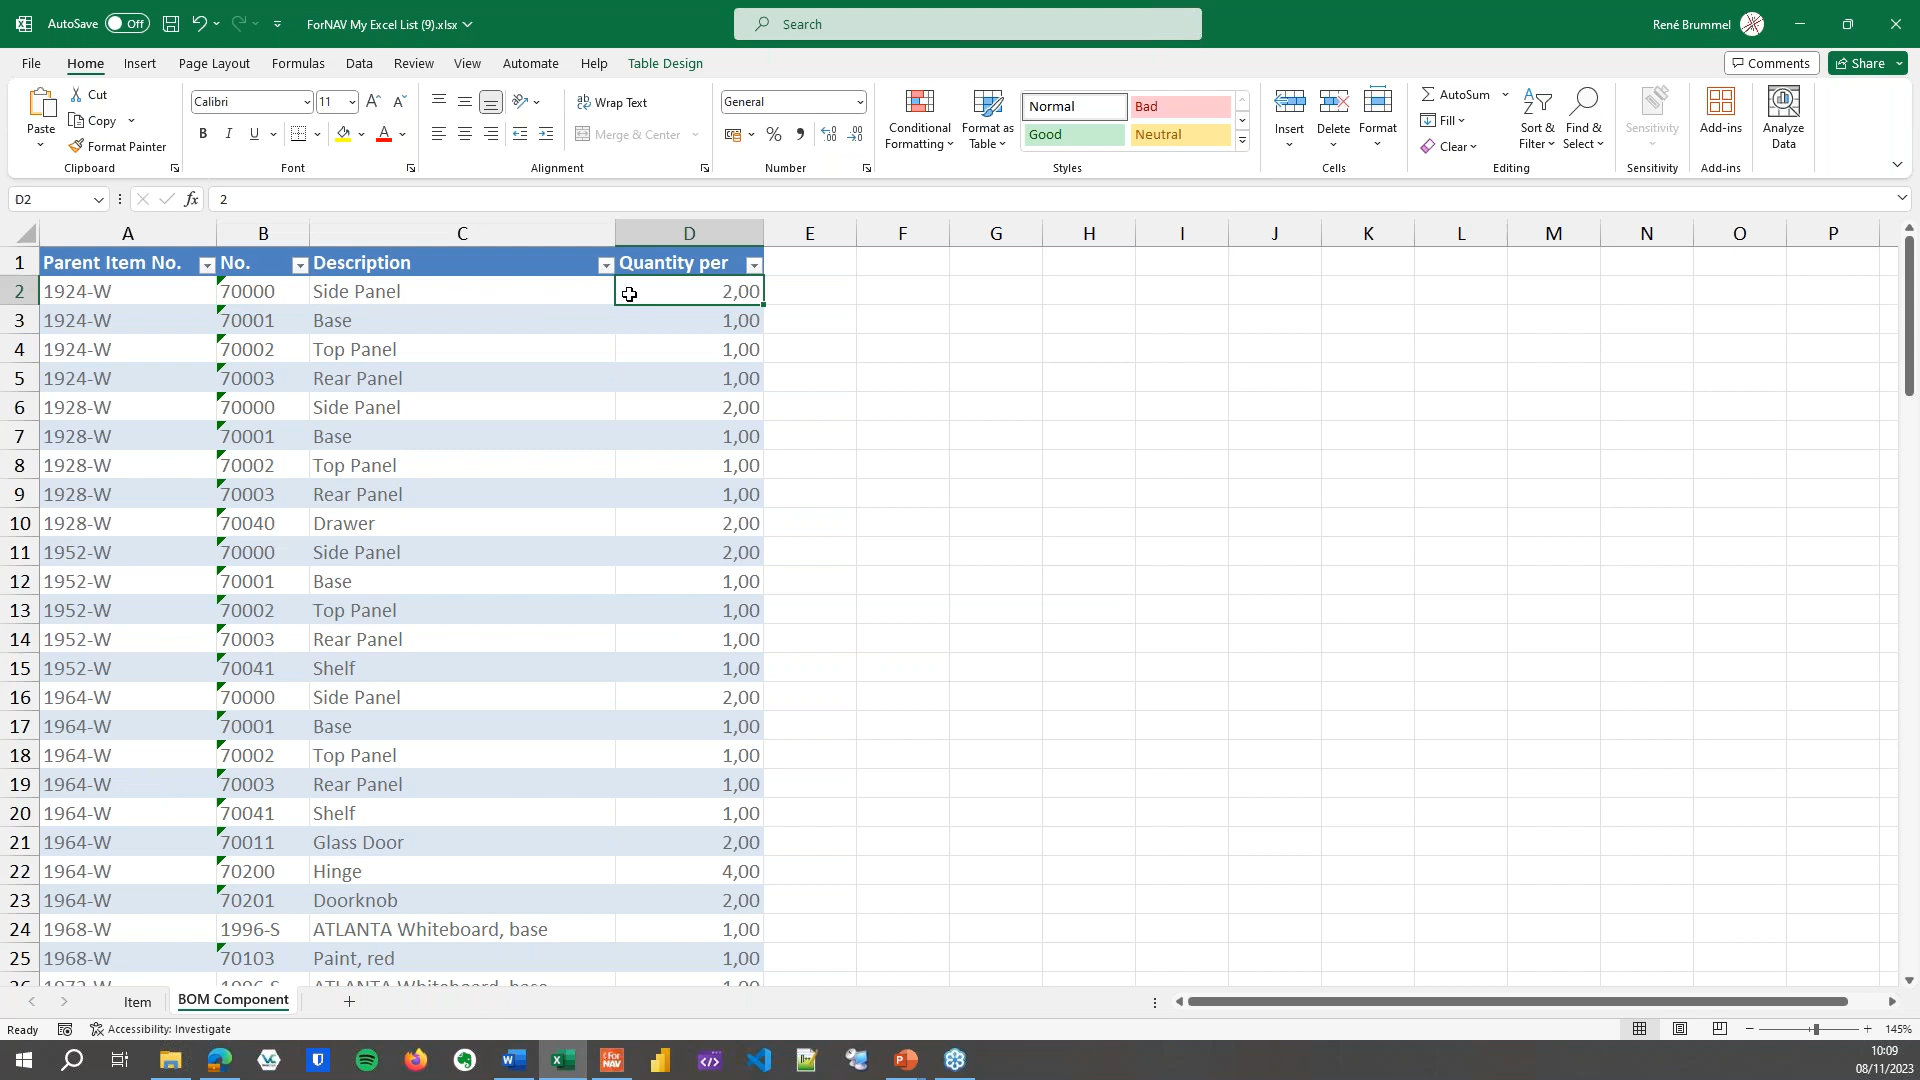 AutoSave Off ForNAV My Excel List (9).xlsx Search René Brummel
File Home Insert Page Layout Formulas Data Review View Automate Help Table Design Comments Share
Paste Cut Copy Format Painter Clipboard
Calibri 11 B I U A Font
ab Wrap Text Merge & Center Alignment
General % Number
Conditional Formatting Format as Table Normal Bad Good Neutral Styles
Insert Delete Format Cells
AutoSum Fill Clear Sort & Filter Find & Select Editing
Sensitivity Sensitivity
Add-ins Add-ins
Analyze Data
D2 fx 2
A B C D E F G H I J K L M N O P
1 Parent Item No. No. Description Quantity per
2 1924-W 70000 Side Panel 2,00
3 1924-W 70001 Base 1,00
4 1924-W 70002 Top Panel 1,00
5 1924-W 70003 Rear Panel 1,00
6 1928-W 70000 Side Panel 2,00
7 1928-W 70001 Base 1,00
8 1928-W 70002 Top Panel 1,00
9 1928-W 70003 Rear Panel 1,00
10 1928-W 70040 Drawer 2,00
11 1952-W 70000 Side Panel 2,00
12 1952-W 70001 Base 1,00
13 1952-W 70002 Top Panel 1,00
14 1952-W 70003 Rear Panel 1,00
15 1952-W 70041 Shelf 1,00
16 1964-W 70000 Side Panel 2,00
17 1964-W 70001 Base 1,00
18 1964-W 70002 Top Panel 1,00
19 1964-W 70003 Rear Panel 1,00
20 1964-W 70041 Shelf 1,00
21 1964-W 70011 Glass Door 2,00
22 1964-W 70200 Hinge 4,00
23 1964-W 70201 Doorknob 2,00
24 1968-W 1996-S ATLANTA Whiteboard, base 1,00
25 1968-W 70103 Paint, red 1,00
Item BOM Component
Ready Accessibility: Investigate 145%
10:09
08/11/2023